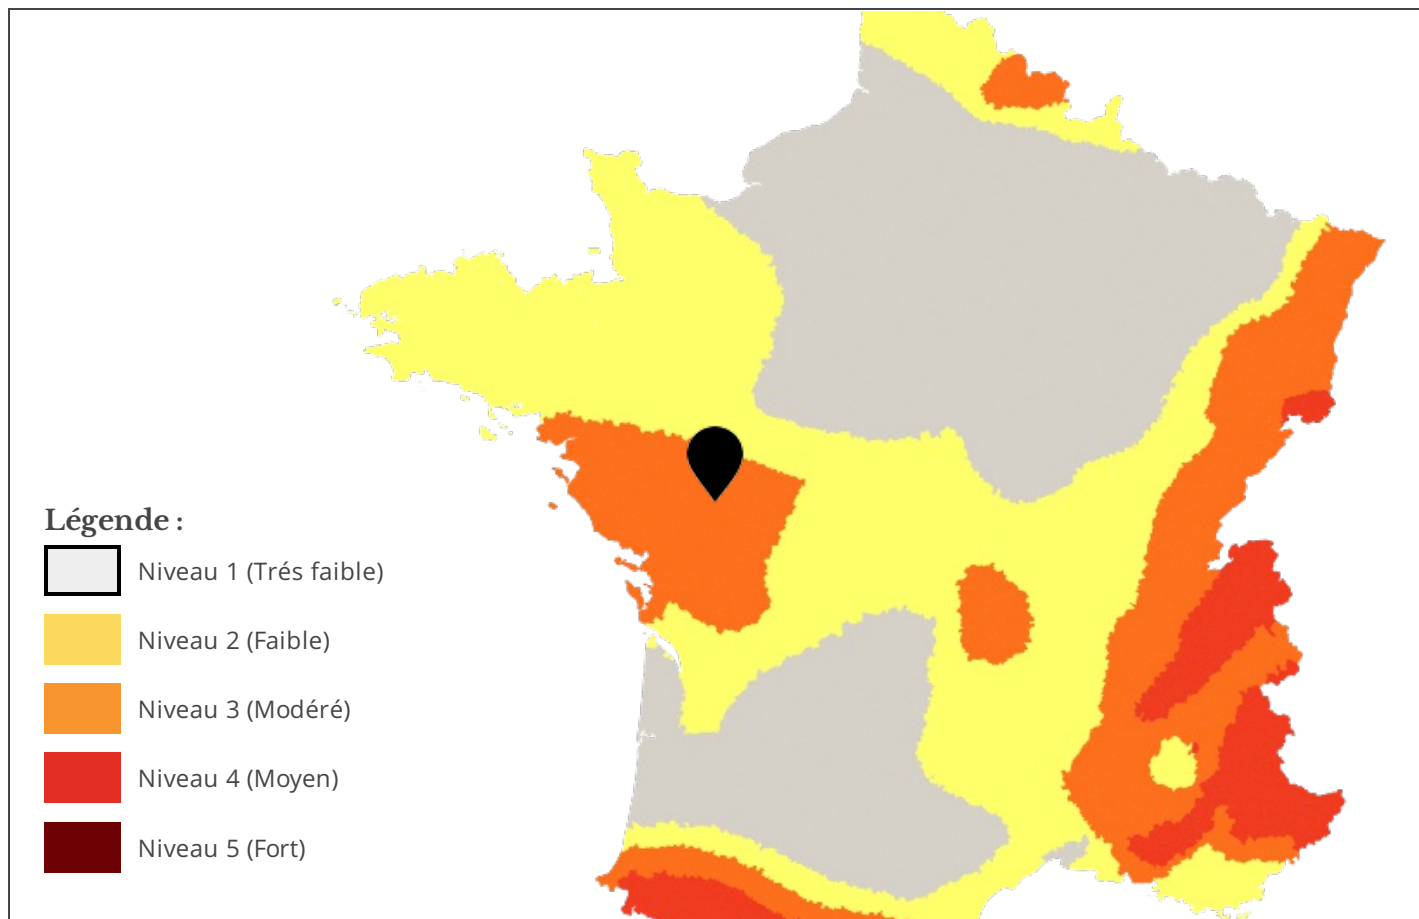 Légende :
Niveau 1 (Trés faible)
Niveau 2 (Faible)
Niveau 3 (Modéré)
Niveau 4 (Moyen)
Niveau 5 (Fort)